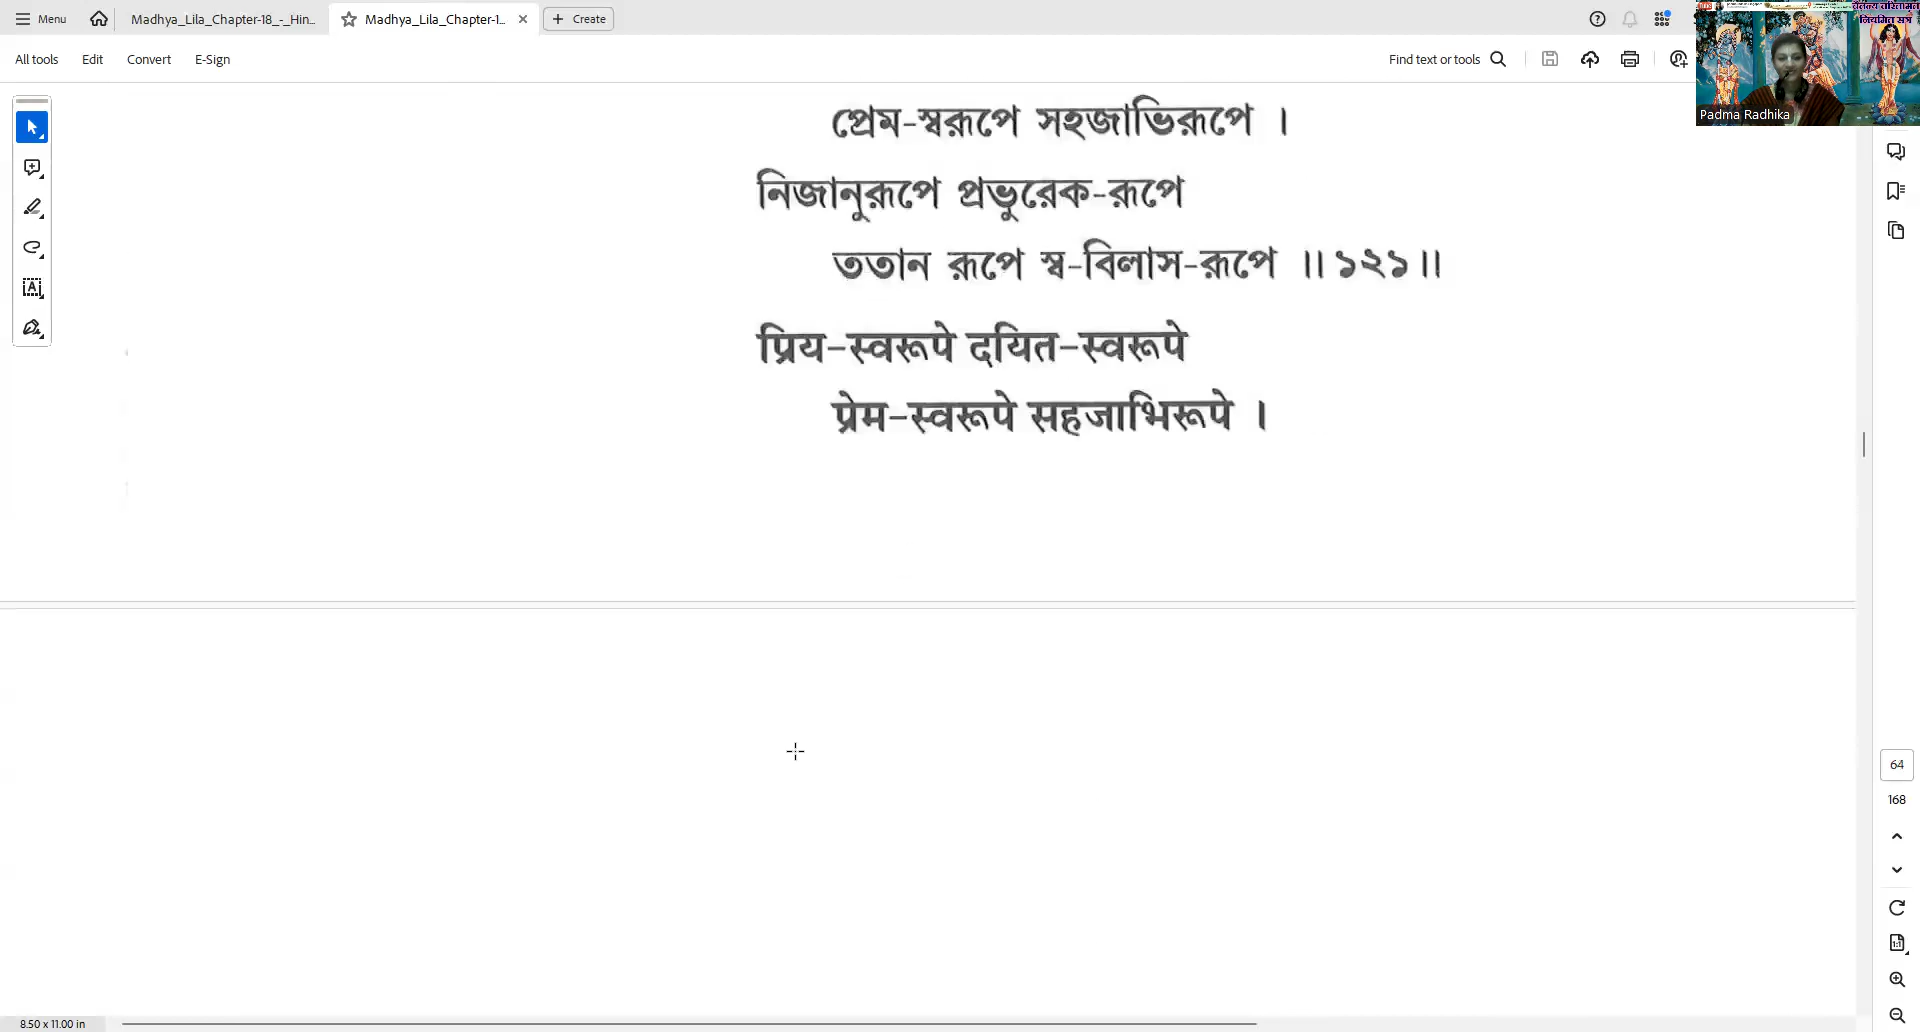 Menu
Madhya_Lila_Chapter-18_-_Hin...
Madhya_Lila_Chapter-1...
Create
All tools
Edit
Convert
E-Sign
Find text or tools
চৈতন্য
Padma Radhika
প্রেম-স্বরূপে সহজাভিরূপে ।
নিজানুরূপে প্রভুরেক-রূপে
ততান রূপে স্ব-বিলাস-রূপে ॥১২১॥
प्रिय-स्वरूपे दयित-स्वरूपे
प्रेम-स्वरूपे सहजाभिरूपे ।
64
168
8.50 x 11.00 in